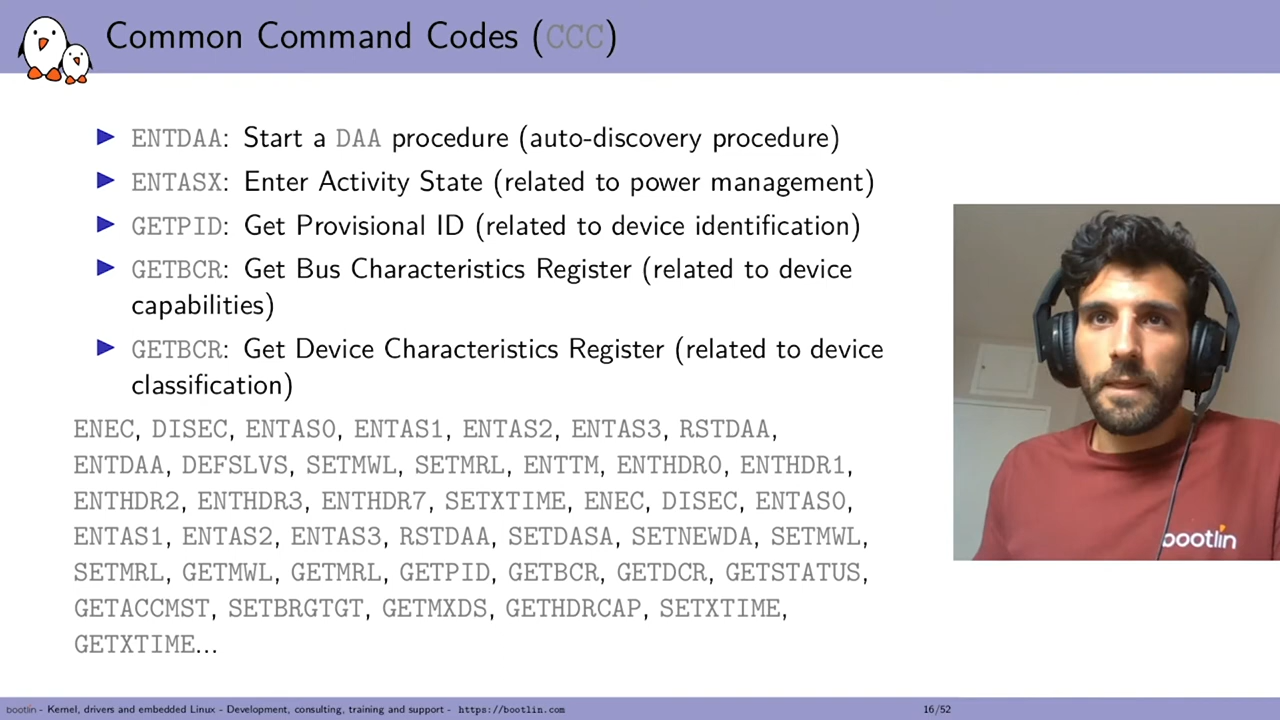 Common Command Codes (CCC)
▶ ENTDAA: Start a DAA procedure (auto-discovery procedure)
▶ ENTASX: Enter Activity State (related to power management)
▶ GETPID: Get Provisional ID (related to device identification)
▶ GETBCR: Get Bus Characteristics Register (related to device
capabilities)
▶ GETBCR: Get Device Characteristics Register (related to device
classification)
ENEC, DISEC, ENTAS0, ENTAS1, ENTAS2, ENTAS3, RSTDAA,
ENTDAA, DEFSLVS, SETMWL, SETMRL, ENTTM, ENTHDR0, ENTHDR1,
ENTHDR2, ENTHDR3, ENTHDR7, SETXTIME, ENEC, DISEC, ENTAS0,
ENTAS1, ENTAS2, ENTAS3, RSTDAA, SETDASA, SETNEWDA, SETMWL,
SETMRL, GETMWL, GETMRL, GETPID, GETBCR, GETDCR, GETSTATUS,
GETACCMST, SETBRGTGT, GETMXDS, GETHDRCAP, SETXTIME,
GETXTIME...
bootlin
bootlin - Kernel, drivers and embedded Linux - Development, consulting, training and support - https://bootlin.com
16/52